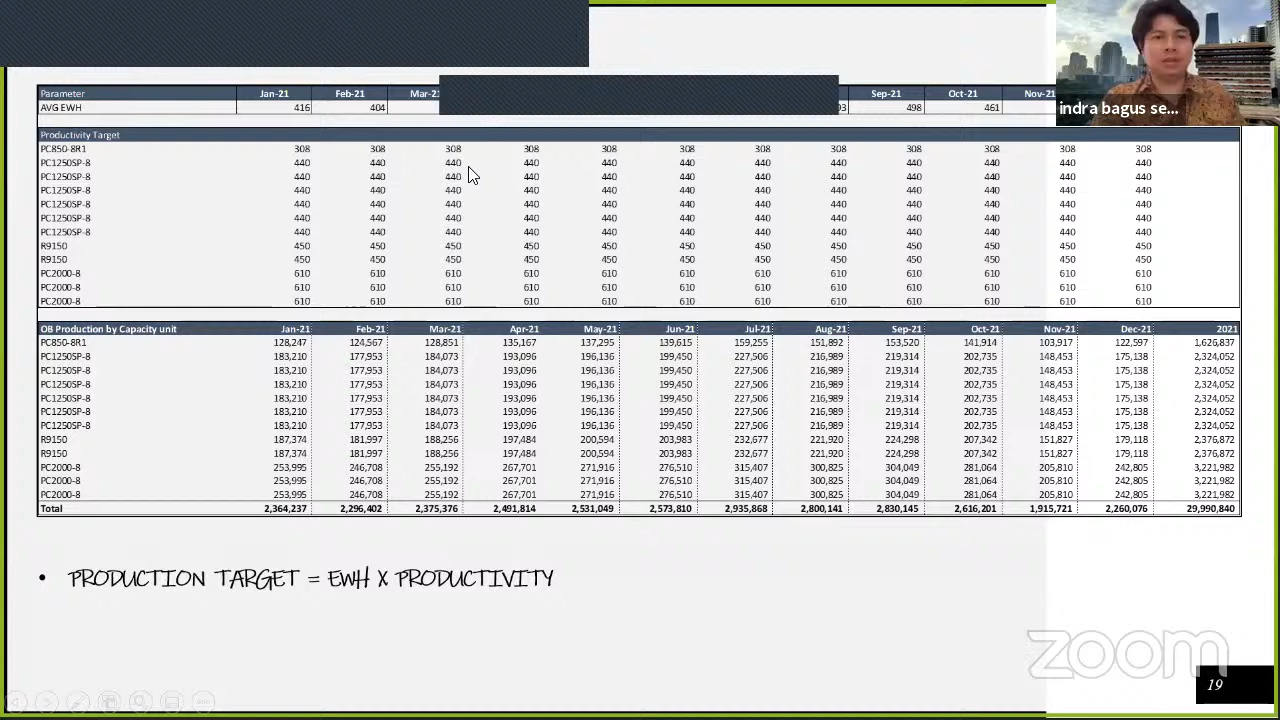 indra bagus se...
Parameter Jan-21 Feb-21 Mar-21 Sep-21 Oct-21 Nov-21
AVG EWH 416 404 498 461
Productivity Target
PC850-8R1 308 308 308 308 308 308 308 308 308 308 308 308
PC1250SP-8 440 440 440 440 440 440 440 440 440 440 440 440
PC1250SP-8 440 440 440 440 440 440 440 440 440 440 440 440
PC1250SP-8 440 440 440 440 440 440 440 440 440 440 440 440
PC1250SP-8 440 440 440 440 440 440 440 440 440 440 440 440
PC1250SP-8 440 440 440 440 440 440 440 440 440 440 440 440
PC1250SP-8 440 440 440 440 440 440 440 440 440 440 440 440
R9150 450 450 450 450 450 450 450 450 450 450 450 450
R9150 450 450 450 450 450 450 450 450 450 450 450 450
PC2000-8 610 610 610 610 610 610 610 610 610 610 610 610
PC2000-8 610 610 610 610 610 610 610 610 610 610 610 610
PC2000-8 610 610 610 610 610 610 610 610 610 610 610 610
OB Production by Capacity unit Jan-21 Feb-21 Mar-21 Apr-21 May-21 Jun-21 Jul-21 Aug-21 Sep-21 Oct-21 Nov-21 Dec-21 2021
PC850-8R1 128,247 124,567 128,851 135,167 137,295 139,615 159,255 151,892 153,520 141,914 103,917 122,597 1,626,837
PC1250SP-8 183,210 177,953 184,073 193,096 196,136 199,450 227,506 216,989 219,314 202,735 148,453 175,138 2,324,052
PC1250SP-8 183,210 177,953 184,073 193,096 196,136 199,450 227,506 216,989 219,314 202,735 148,453 175,138 2,324,052
PC1250SP-8 183,210 177,953 184,073 193,096 196,136 199,450 227,506 216,989 219,314 202,735 148,453 175,138 2,324,052
PC1250SP-8 183,210 177,953 184,073 193,096 196,136 199,450 227,506 216,989 219,314 202,735 148,453 175,138 2,324,052
PC1250SP-8 183,210 177,953 184,073 193,096 196,136 199,450 227,506 216,989 219,314 202,735 148,453 175,138 2,324,052
PC1250SP-8 183,210 177,953 184,073 193,096 196,136 199,450 227,506 216,989 219,314 202,735 148,453 175,138 2,324,052
R9150 187,374 181,997 188,256 197,484 200,594 203,983 232,677 221,920 224,298 207,342 151,827 179,118 2,376,872
R9150 187,374 181,997 188,256 197,484 200,594 203,983 232,677 221,920 224,298 207,342 151,827 179,118 2,376,872
PC2000-8 253,995 246,708 255,192 267,701 271,916 276,510 315,407 300,825 304,049 281,064 205,810 242,805 3,221,982
PC2000-8 253,995 246,708 255,192 267,701 271,916 276,510 315,407 300,825 304,049 281,064 205,810 242,805 3,221,982
PC2000-8 253,995 246,708 255,192 267,701 271,916 276,510 315,407 300,825 304,049 281,064 205,810 242,805 3,221,982
Total 2,364,237 2,296,402 2,375,376 2,491,814 2,531,049 2,573,810 2,935,868 2,800,141 2,830,145 2,616,201 1,915,721 2,260,076 29,990,840
• PRODUCTION TARGET = EWH X PRODUCTIVITY
zoom
19